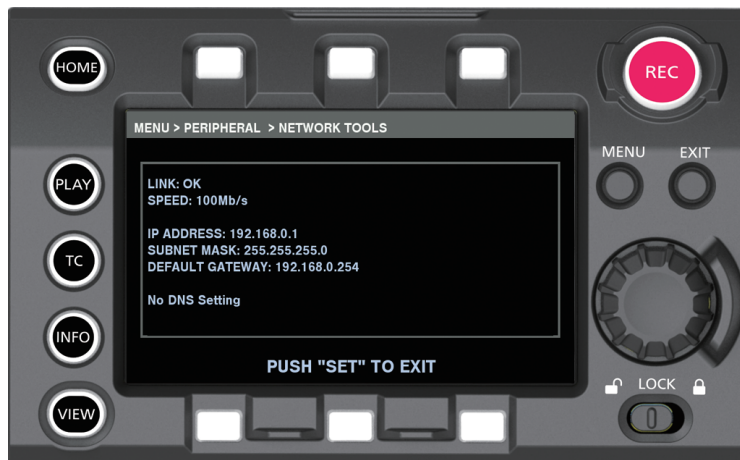 HOME
REC
MENU > PERIPHERAL > NETWORK TOOLS
MENU EXIT
PLAY
LINK: OK
SPEED: 100Mb/s
IP ADDRESS: 192.168.0.1
SUBNET MASK: 255.255.255.0
TC
DEFAULT GATEWAY: 192.168.0.254
No DNS Setting
INFO
PUSH "SET" TO EXIT
LOCK
VIEW